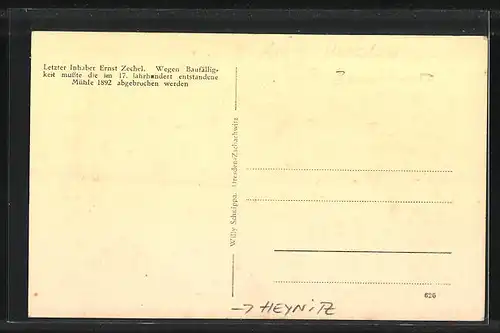 Letzter Inhaber Ernst Zechel. Wegen Baufällig-
keit mußte die im 17. Jahrhundert entstandene
Mühle 1892 abgebrochen werden
Willy Schwippa, Dresden-Zschachwitz
626
→ HEYNITZ